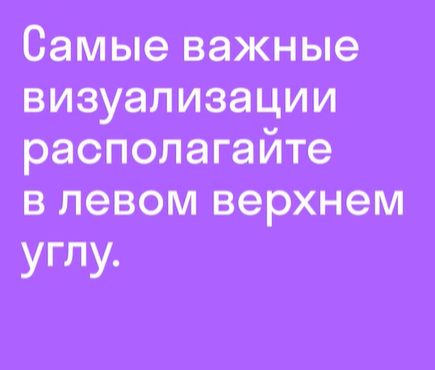 Самые важные
визуализации
располагайте
в левом верхнем
углу.